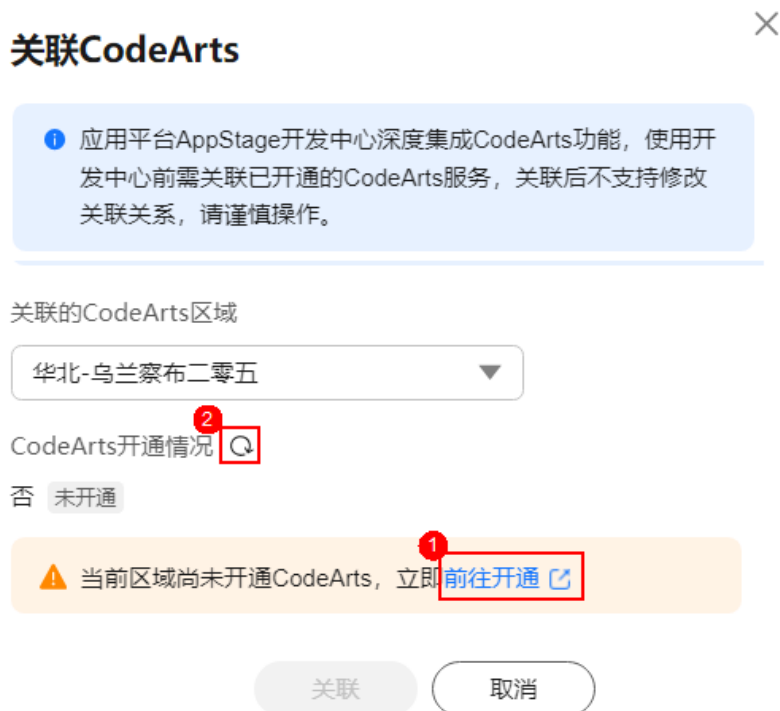 关联CodeArts
应用平台AppStage开发中心深度集成CodeArts功能，使用开
发中心前需关联已开通的CodeArts服务，关联后不支持修改
关联关系，请谨慎操作。
关联的CodeArts区域
华北-乌兰察布二零五
2
CodeArts开通情况
否 未开通
1
当前区域尚未开通CodeArts，立即前往开通
关联 取消